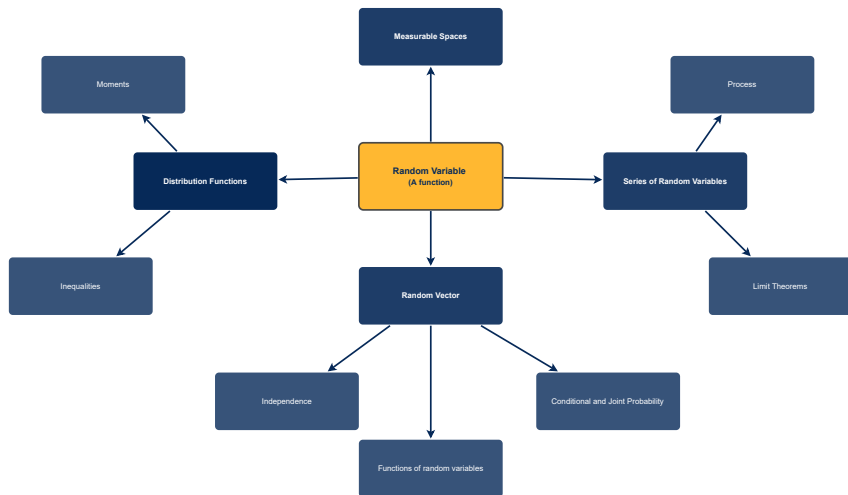 Measurable Spaces
Moments
Process
Random Variable
(A function)
Distribution Functions
Series of Random Variables
Inequalities
Limit Theorems
Random Vector
Independence
Conditional and Joint Probability
Functions of random variables